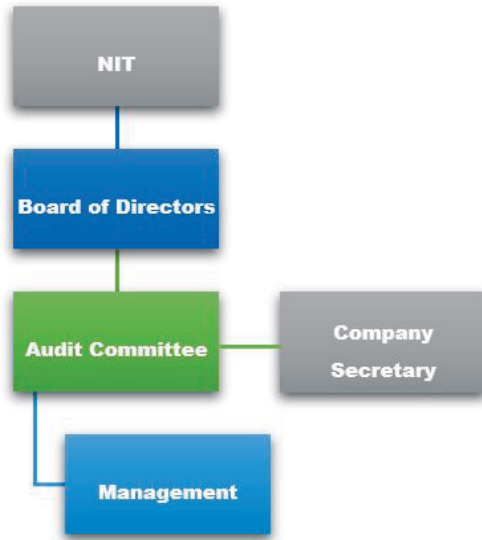 NIT
Board of Directors
Audit Committee
Company
Secretary
Management